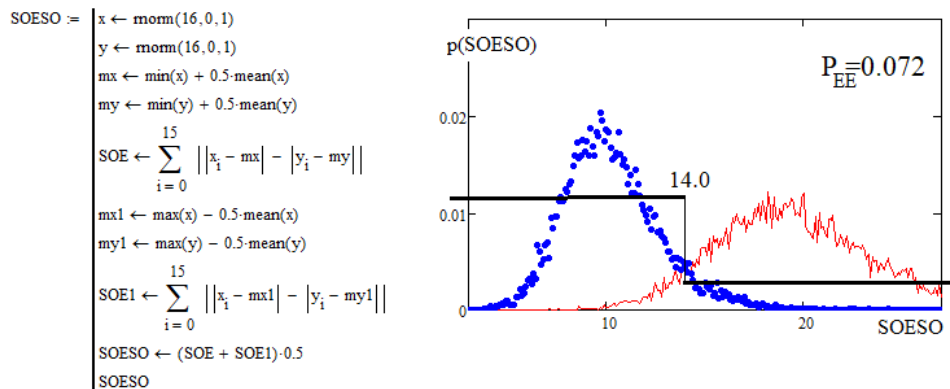 SOESO := x ← rnorm(16,0,1)
y ← rnorm(16,0,1)
mx ← min(x) + 0.5·mean(x)
my ← min(y) + 0.5·mean(y)
15
SOE ← ∑ ||x_i − mx| − |y_i − my||
i = 0
mx1 ← max(x) − 0.5·mean(x)
my1 ← max(y) − 0.5·mean(y)
15
SOE1 ← ∑ ||x_i − mx1| − |y_i − my1||
i = 0
SOESO ← (SOE + SOE1)·0.5
SOESO
p(SOESO)
P_EE=0.072
0.02
14.0
0.01
0
10
20
SOESO